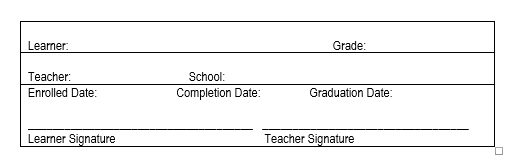 Learner: Grade:
Teacher: School:
Enrolled Date: Completion Date: Graduation Date:
Learner Signature Teacher Signature